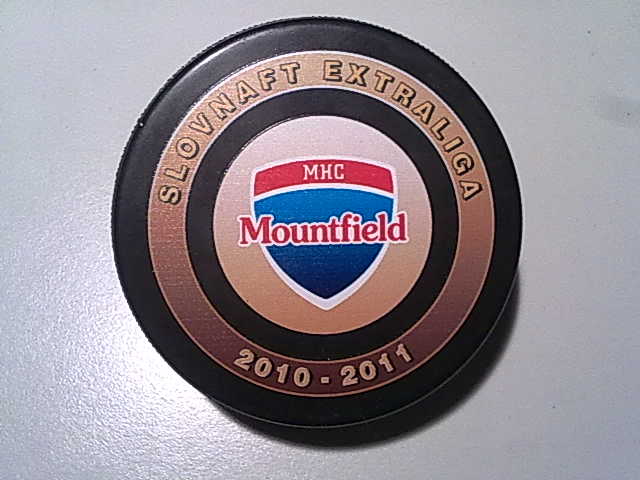 SLOVNAFT EXTRALIGA
MHC
Mountfield
2010 - 2011